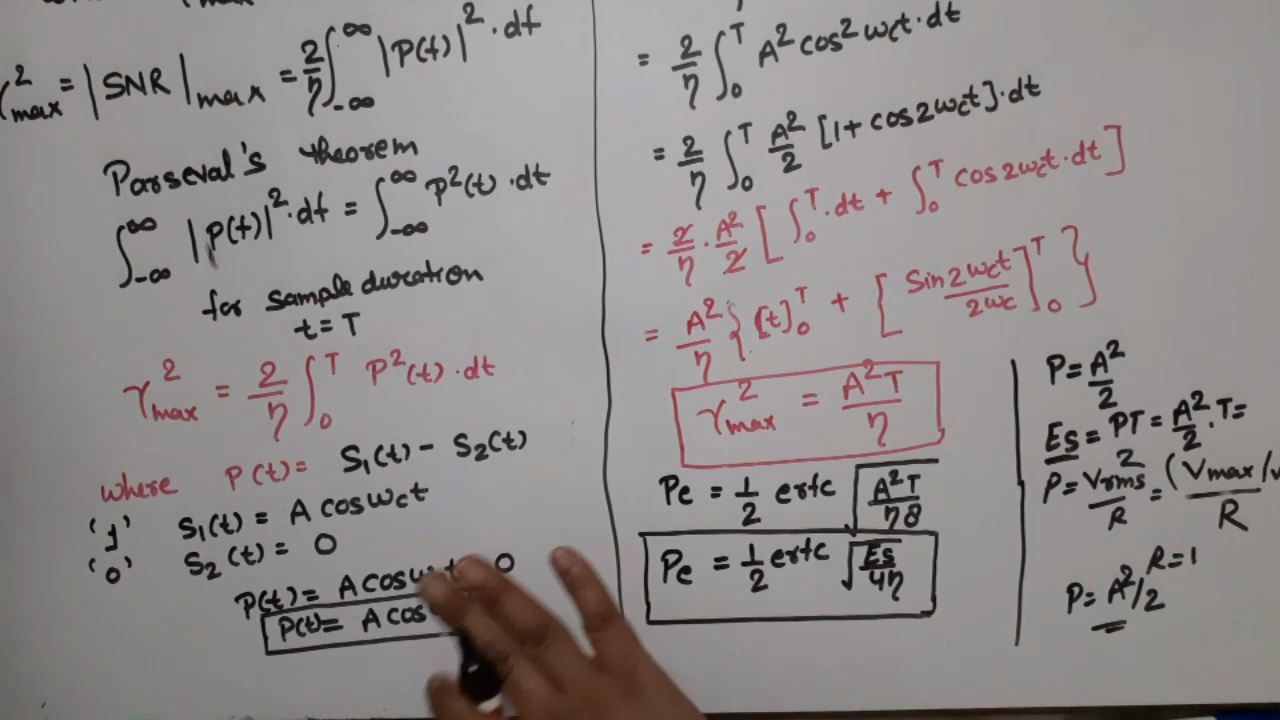 γ²max = |SNR|max = 2/η ∫_{-∞}^{∞} |P(f)|² · df
Parseval's theorem
∫_{-∞}^{∞} |P(f)|² · df = ∫_{-∞}^{∞} P²(t) · dt
for sample duration
t = T
γ²max = 2/η ∫_0^T P²(t) · dt
where P(t) = S₁(t) - S₂(t)
'1' S₁(t) = A cos ωct
'0' S₂(t) = 0
P(t) = A cos 0
P(t) = A cos
= 2/η ∫_0^T A² cos² ωct · dt
= 2/η ∫_0^T A²/2 [1 + cos 2ωct] · dt
= 2/η · A²/2 [ ∫_0^T · dt + ∫_0^T cos 2ωct · dt ]
= A²/η { [t]_0^T + [ Sin 2ωct / 2ωc ]_0^T }
γ²max = A²T/η
Pe = 1/2 erfc √(A²T/η8)
Pe = 1/2 erfc √(Es/4η)
P = A²/2
Es = PT = A²/2 · T =
P = V²rms/R = (Vmax/ / R
R = 1
P = A²/2